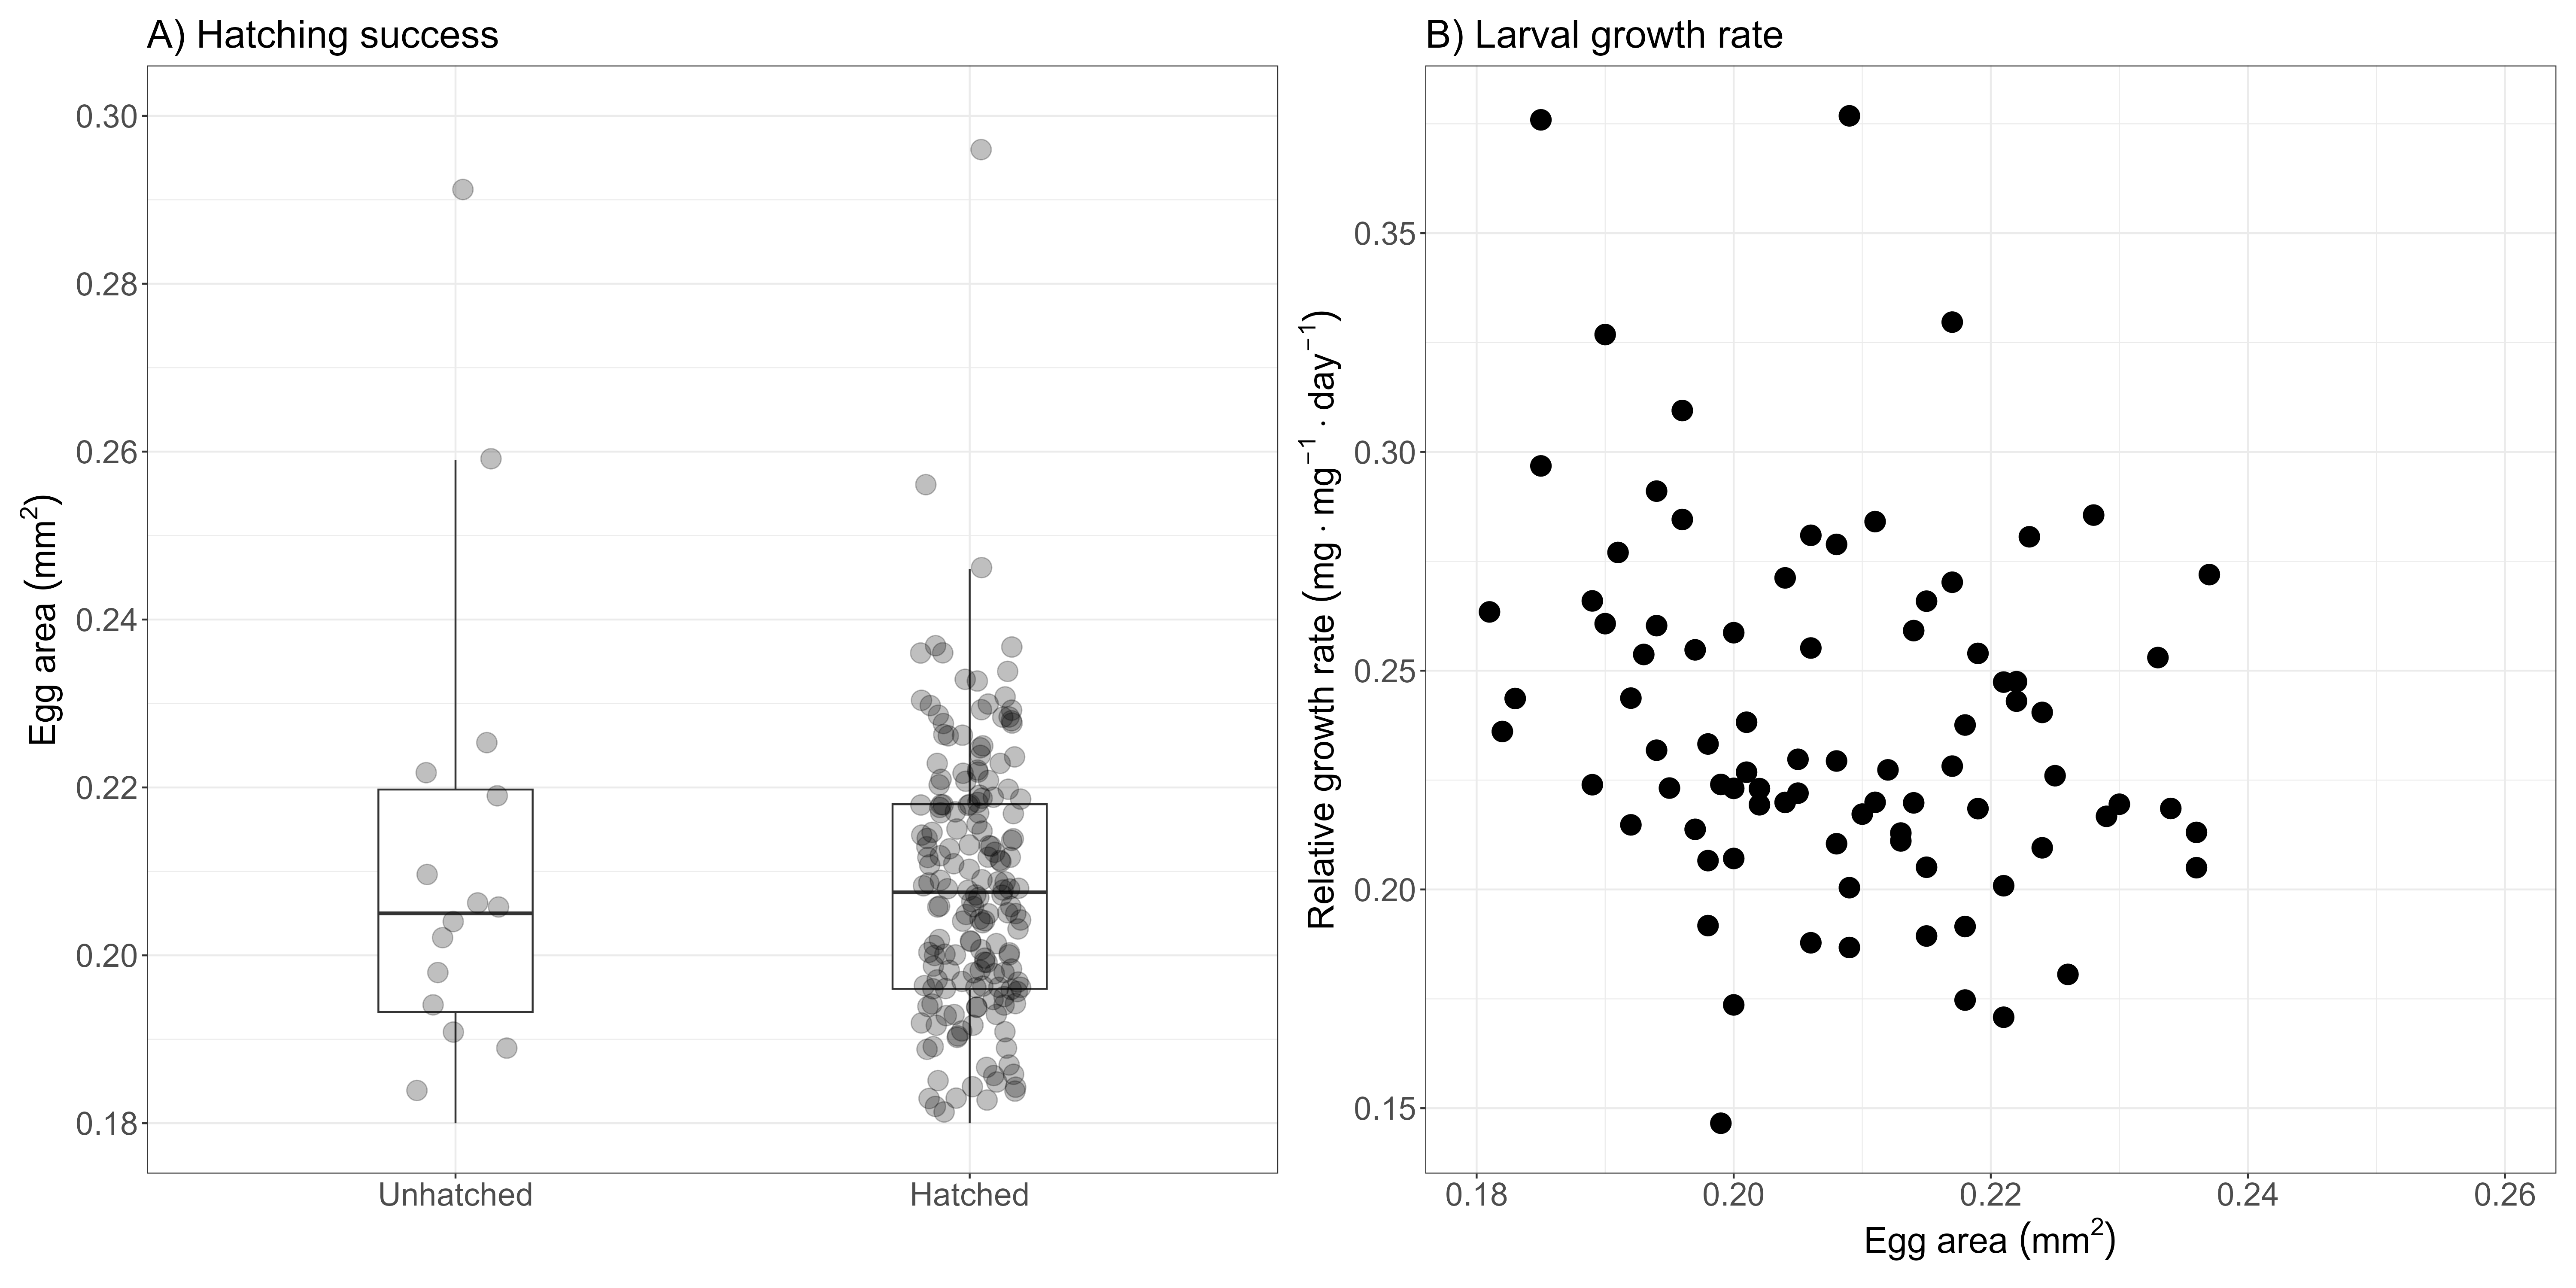 A) Hatching success
0.30
0.28
0.26
0.24
0.22
0.20
0.18
Egg area (mm²)
Unhatched
Hatched
B) Larval growth rate
0.35
0.30
0.25
0.20
0.15
Relative growth rate (mg · mg⁻¹ · day⁻¹)
0.18
0.20
0.22
0.24
0.26
Egg area (mm²)